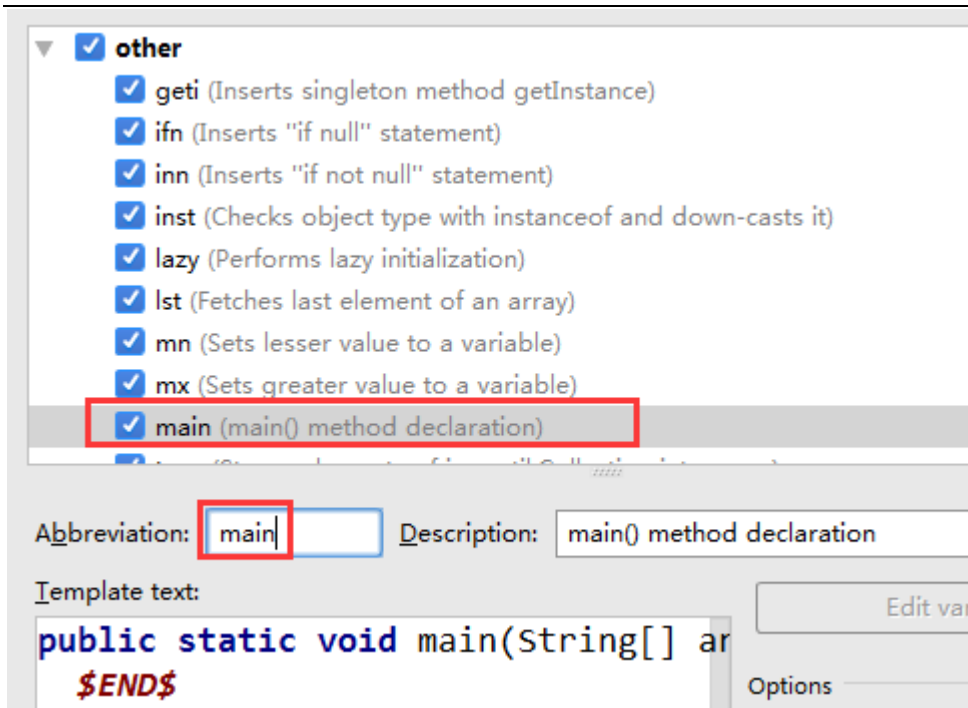 other
geti (Inserts singleton method getInstance)
ifn (Inserts "if null" statement)
inn (Inserts "if not null" statement)
inst (Checks object type with instanceof and down-casts it)
lazy (Performs lazy initialization)
lst (Fetches last element of an array)
mn (Sets lesser value to a variable)
mx (Sets greater value to a variable)
main (main() method declaration)
Abbreviation: main Description: main() method declaration
Template text:
Edit var
public static void main(String[] ar
$END$
Options